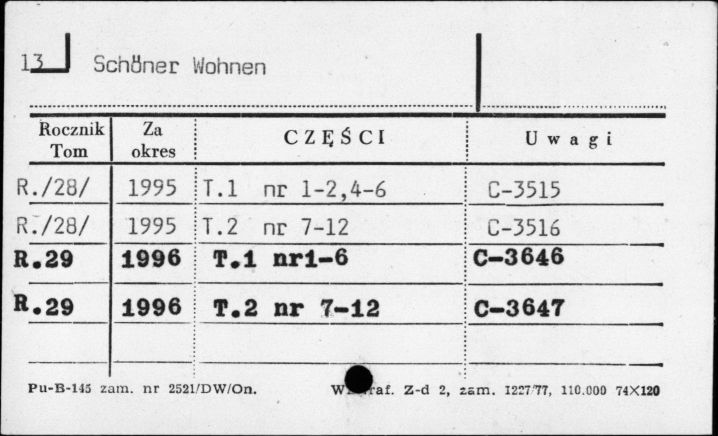 13 Schöner Wohnen
Rocznik Tom Za okres CZĘŚCI Uwagi
R./28/ 1995 T.1 nr 1-2,4-6 C-3515
R./28/ 1995 T.2 nr 7-12 C-3516
R.29 1996 T.1 nr1-6 C-3646
R.29 1996 T.2 nr 7-12 C-3647
Pu-B-145 zam. nr 2521/DW/On. Z-d 2, zam. 1227/77, 110.000 74X120